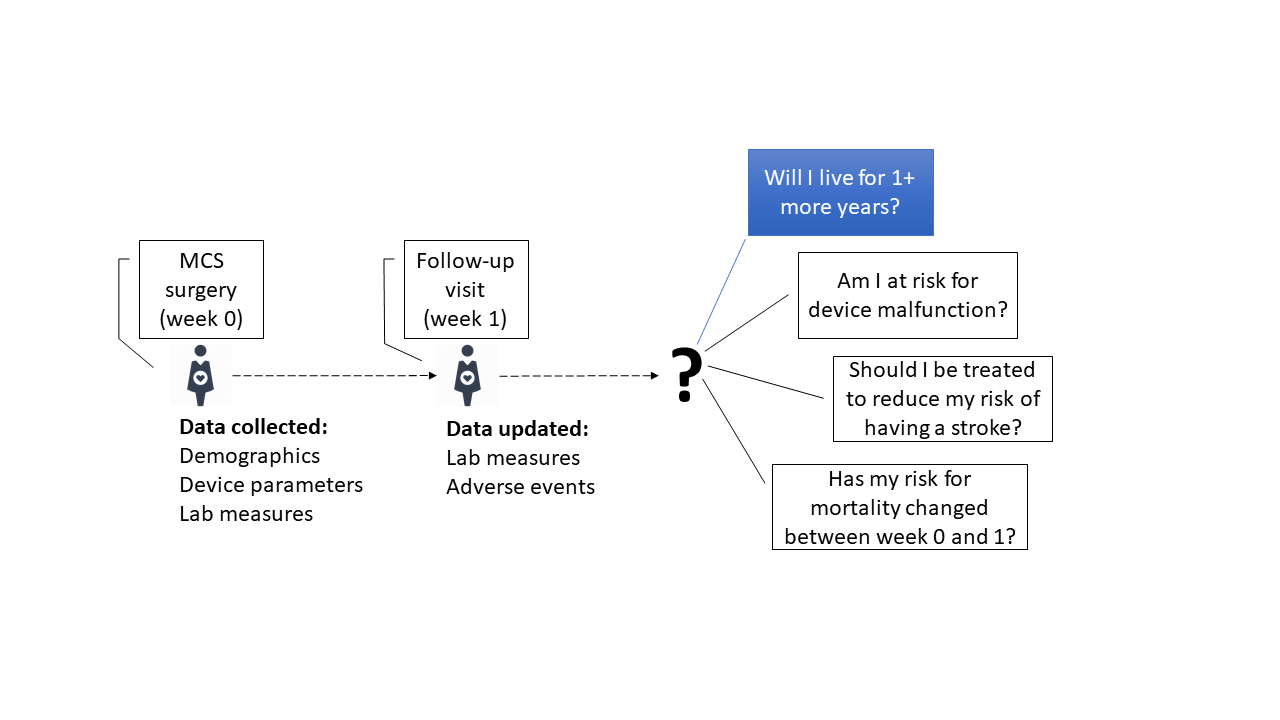 MCS
surgery
(week 0)
Data collected:
Demographics
Device parameters
Lab measures
Follow-up
visit
(week 1)
Data updated:
Lab measures
Adverse events
?
Will I live for 1+
more years?
Am I at risk for
device malfunction?
Should I be treated
to reduce my risk of
having a stroke?
Has my risk for
mortality changed
between week 0 and 1?